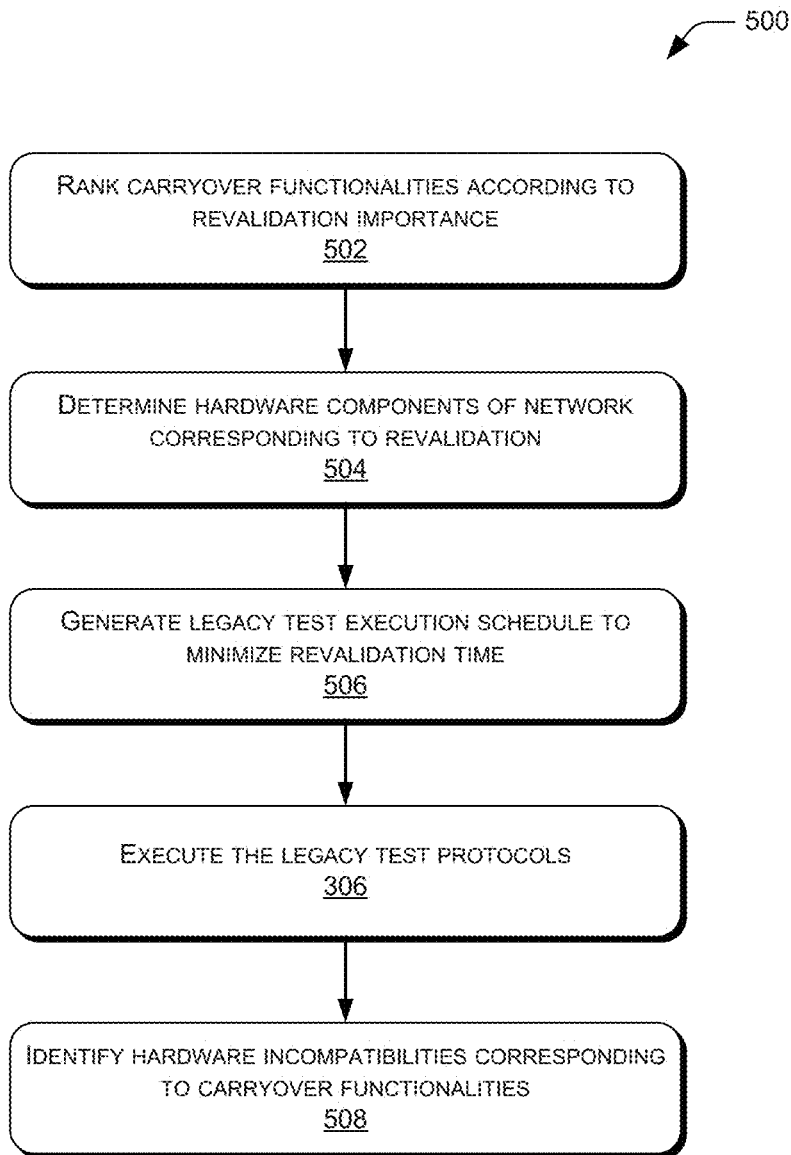 500
RANK CARRYOVER FUNCTIONALITIES ACCORDING TO
REVALIDATION IMPORTANCE
502
DETERMINE HARDWARE COMPONENTS OF NETWORK
CORRESPONDING TO REVALIDATION
504
GENERATE LEGACY TEST EXECUTION SCHEDULE TO
MINIMIZE REVALIDATION TIME
506
EXECUTE THE LEGACY TEST PROTOCOLS
306
IDENTIFY HARDWARE INCOMPATIBILITIES CORRESPONDING
TO CARRYOVER FUNCTIONALITIES
508